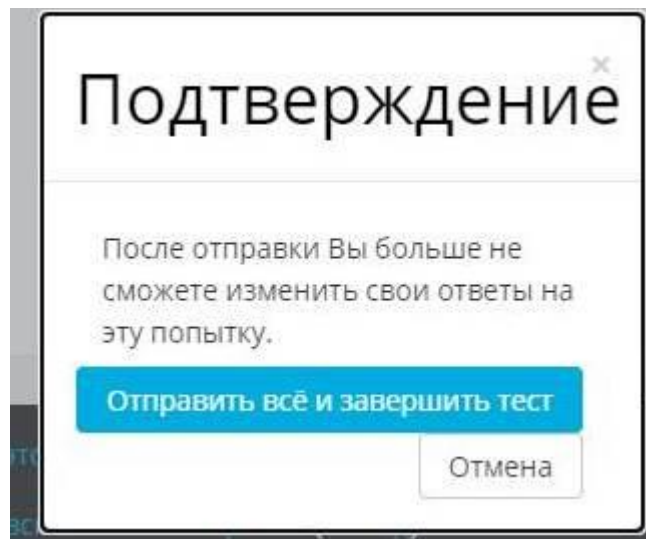 ×
Подтверждение
После отправки Вы больше не
сможете изменить свои ответы на
эту попытку.
Отправить всё и завершить тест
Отмена